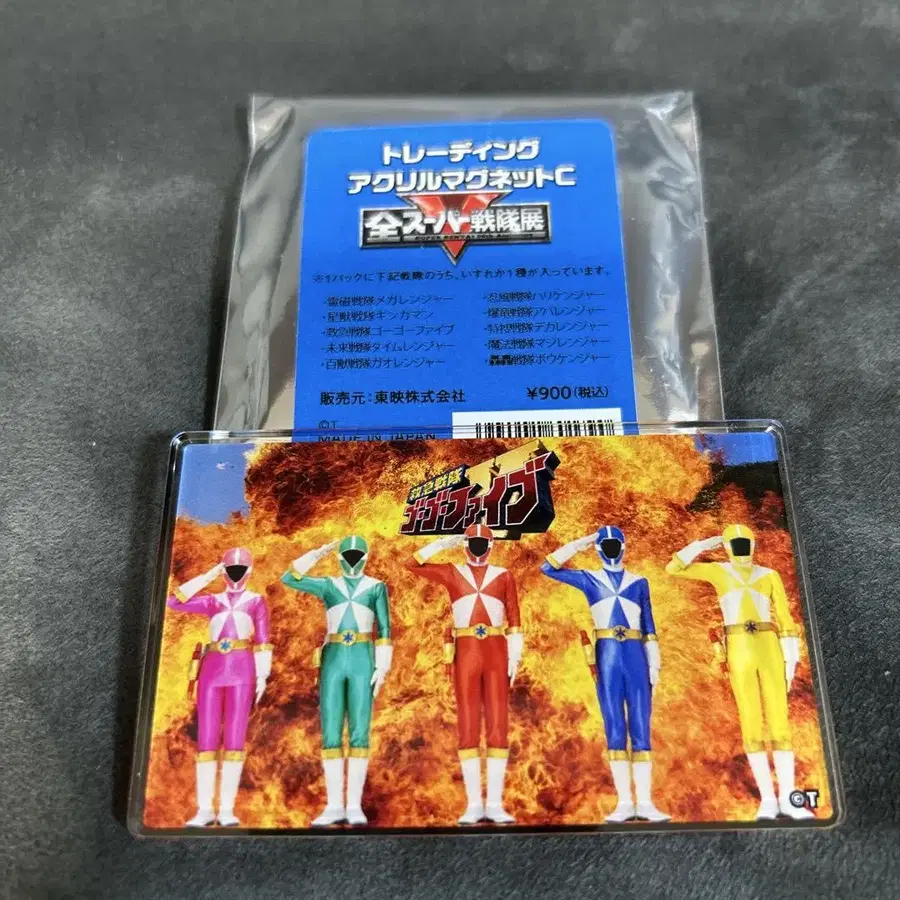 トレーディング
アクリルマグネットC
全スーパー戦隊展
※1パックに下記戦隊のうち、いずれか1種が入っています。
・電磁戦隊メガレンジャー
・星獣戦隊ギンガマン
・救急戦隊ゴーゴーファイブ
・未来戦隊タイムレンジャー
・百獣戦隊ガオレンジャー
・忍風戦隊ハリケンジャー
・爆竜戦隊アバレンジャー
・特捜戦隊デカレンジャー
・魔法戦隊マジレンジャー
・轟轟戦隊ボウケンジャー
販売元:東映株式会社
¥900(税込)
©T
MADE IN JAPAN
救急戦隊
ゴーゴーファイブ
©T